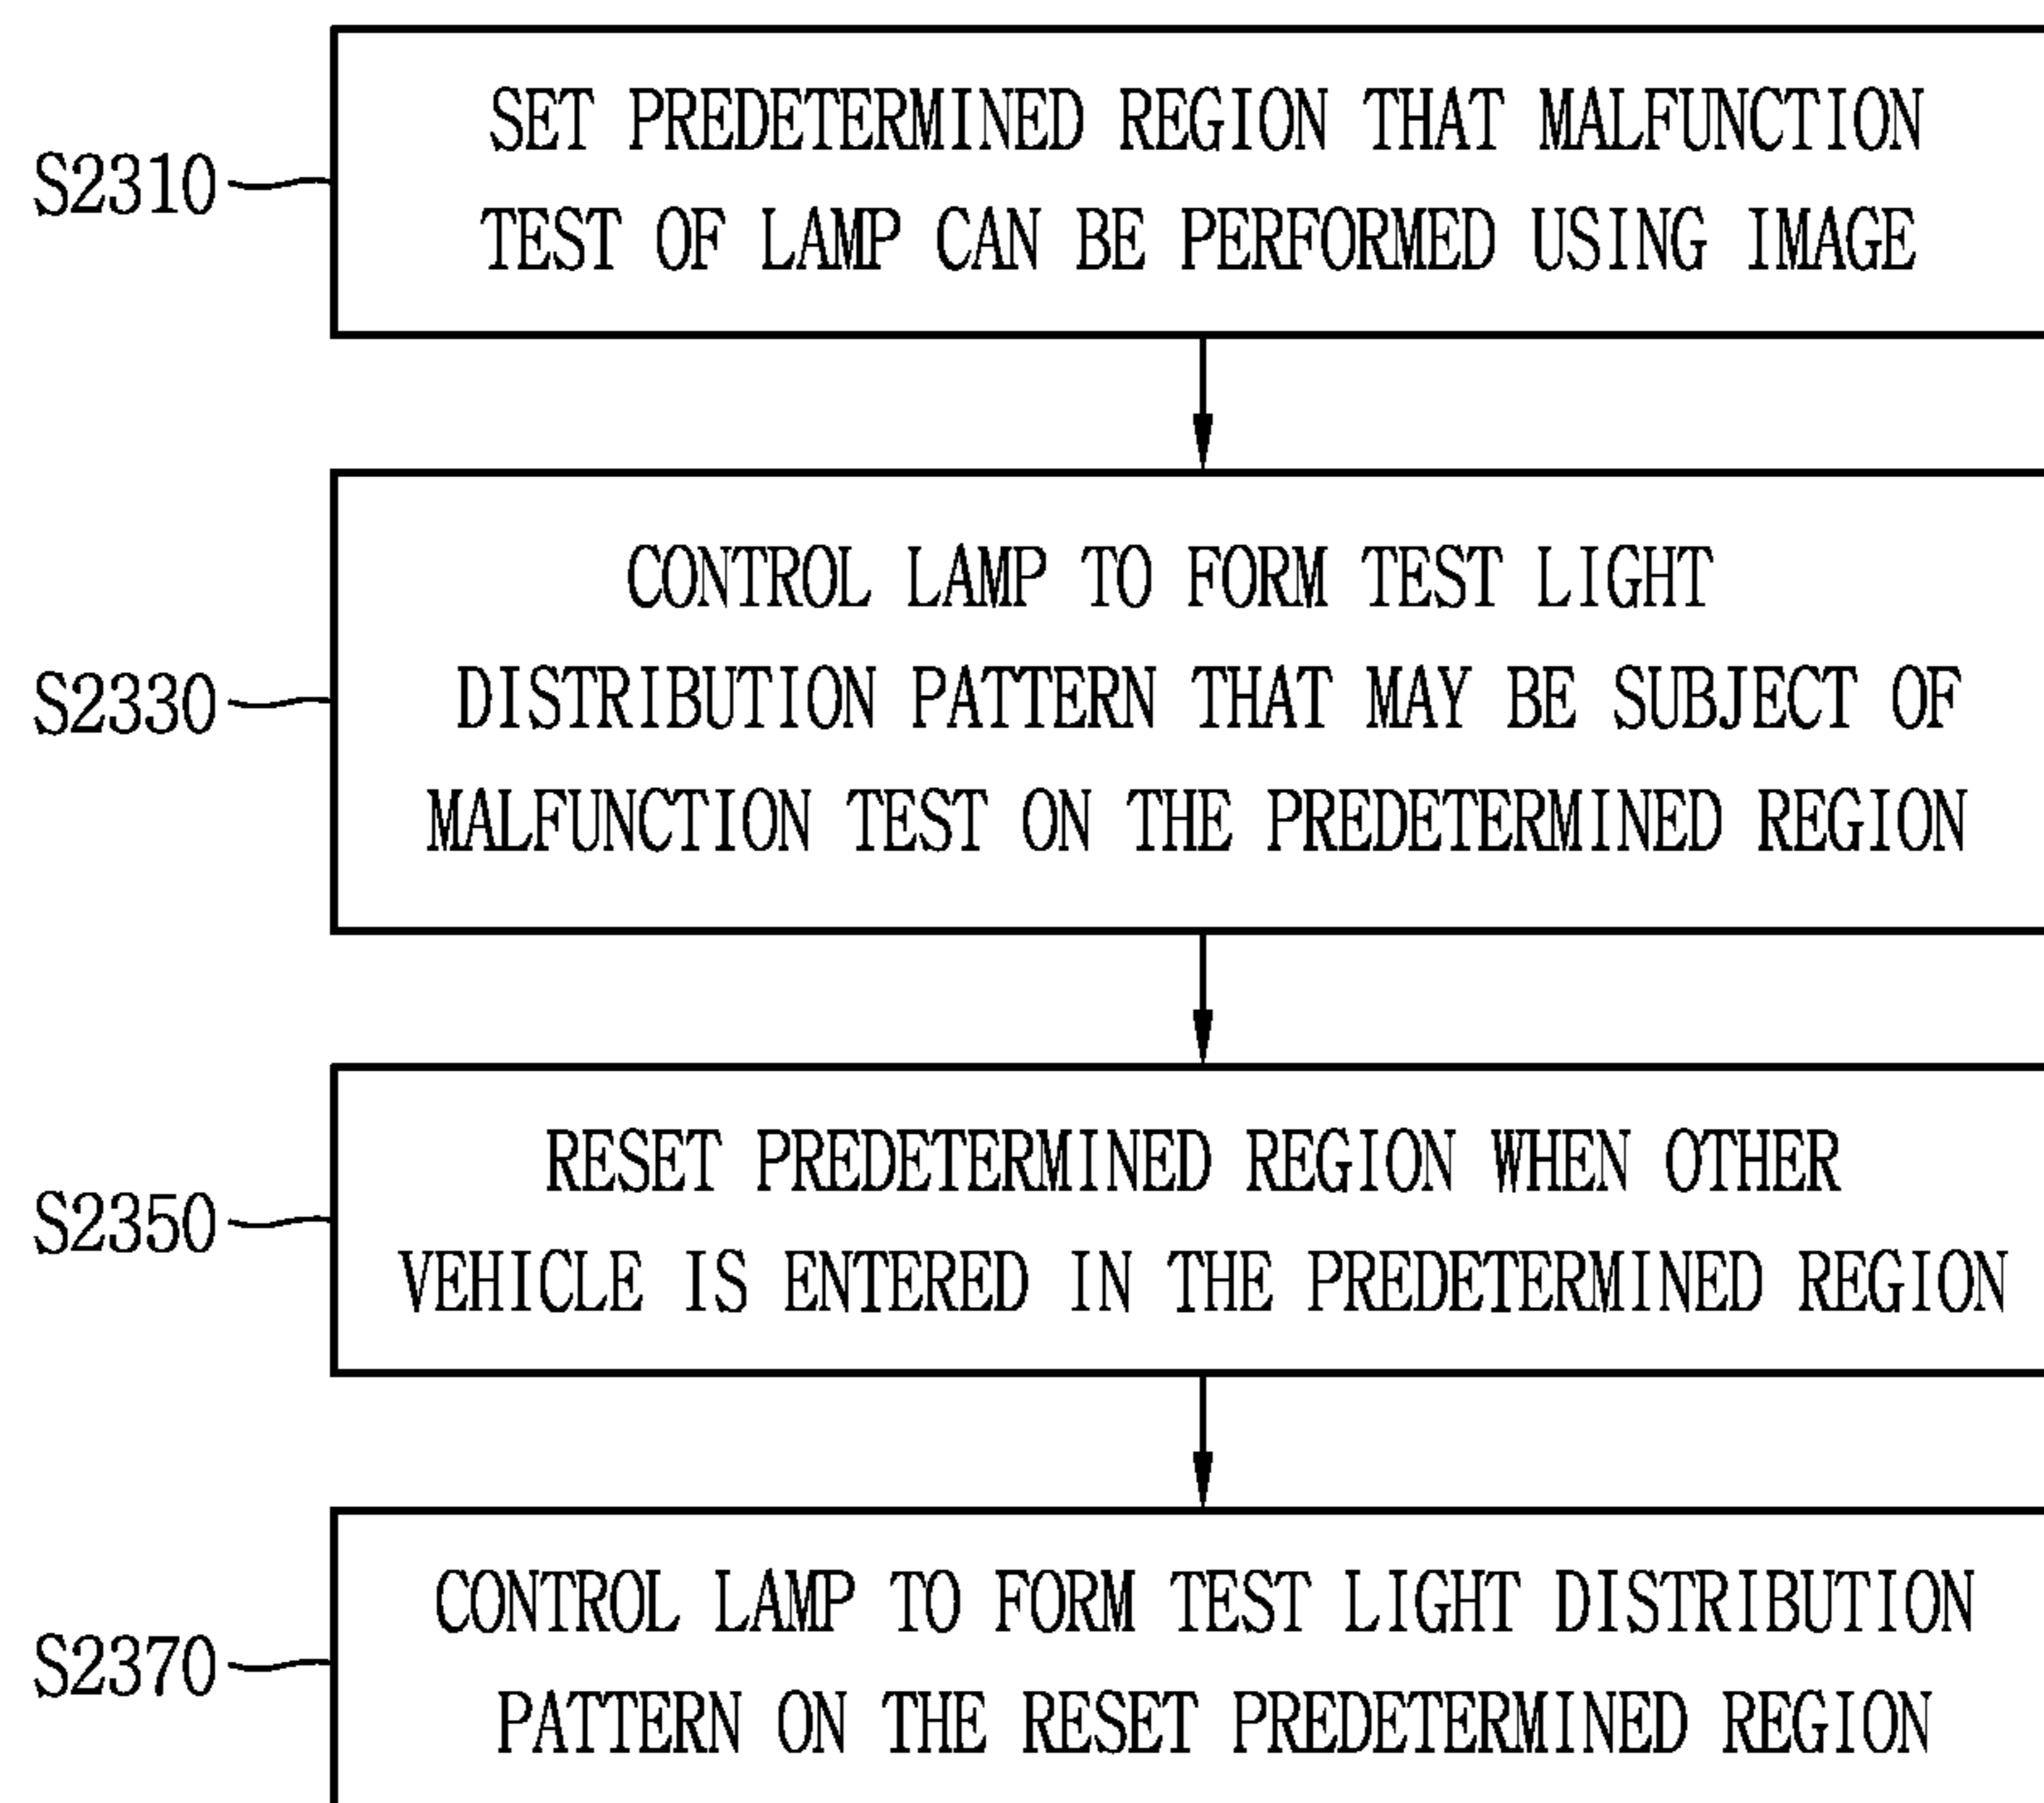 S2310
SET PREDETERMINED REGION THAT MALFUNCTION
TEST OF LAMP CAN BE PERFORMED USING IMAGE
S2330
CONTROL LAMP TO FORM TEST LIGHT
DISTRIBUTION PATTERN THAT MAY BE SUBJECT OF
MALFUNCTION TEST ON THE PREDETERMINED REGION
S2350
RESET PREDETERMINED REGION WHEN OTHER
VEHICLE IS ENTERED IN THE PREDETERMINED REGION
S2370
CONTROL LAMP TO FORM TEST LIGHT DISTRIBUTION
PATTERN ON THE RESET PREDETERMINED REGION